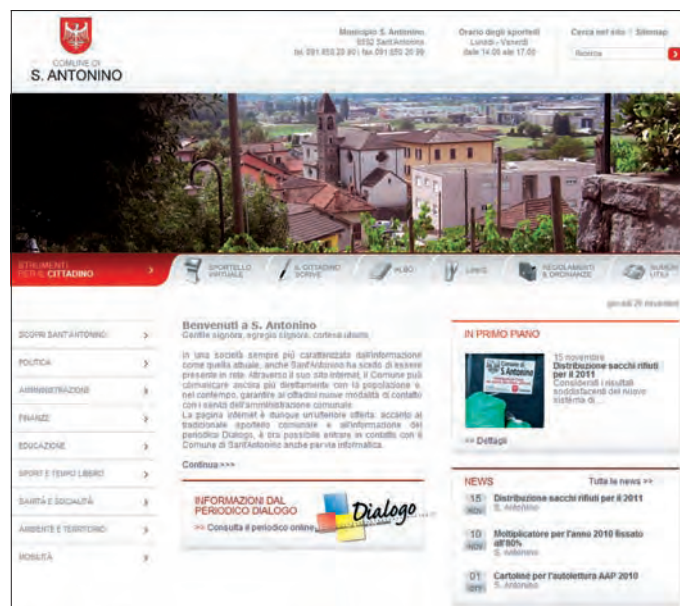 COMUNE DI
S. ANTONINO
Municipio S. Antonino
6592 Sant'Antonino
tel. 091 850 20 90 | fax 091 850 20 99
Orario degli sportelli
Lunedì - Venerdì
dalle 14.00 alle 17.00
Cerca nel sito | Sitemap
Ricerca
STRUMENTI
PER IL CITTADINO
SPORTELLO
VIRTUALE
IL CITTADINO
SCRIVE
ALBO
LINKS
REGOLAMENTI
& ORDINANZE
NUMERI
UTILI
SCOPRI SANT'ANTONINO
POLITICA
AMMINISTRAZIONE
FINANZE
EDUCAZIONE
SPORT E TEMPO LIBERO
SANITÀ E SOCIALITÀ
AMBIENTE E TERRITORIO
MOBILITÀ
Benvenuti a S. Antonino
Gentile signora, egregio signore, cortese utente,
in una società sempre più caratterizzata dall'informazione
come quella attuale, anche Sant'Antonino ha scelto di essere
presente in rete. Attraverso il suo sito internet, il Comune può
comunicare ancora più direttamente con la popolazione e,
nel contempo, garantire ai cittadini nuove modalità di contatto
con i servizi dell'amministrazione comunale.
La pagina internet è dunque un'ulteriore offerta: accanto al
tradizionale sportello comunale e all'informazione del
periodico Dialogo, è ora possibile entrare in contatto con il
Comune di Sant'Antonino anche per via informatica.
Continua >>>
INFORMAZIONI DAL
PERIODICO DIALOGO
>> Consulta il periodico online
Dialogo
novembre
IN PRIMO PIANO
Comune di
S. Antonino
15 novembre
Distribuzione sacchi rifiuti
per il 2011
Considerati i risultati
soddisfacenti del nuovo
sistema di ...
>> Dettagli
NEWS
Tutte le news >>
15
NOV
Distribuzione sacchi rifiuti per il 2011
S. Antonino
10
NOV
Moltiplicatore per l'anno 2010 fissato
all'80%
S. Antonino
01
OTT
Cartoline per l'autolettura AAP 2010
S. Antonino